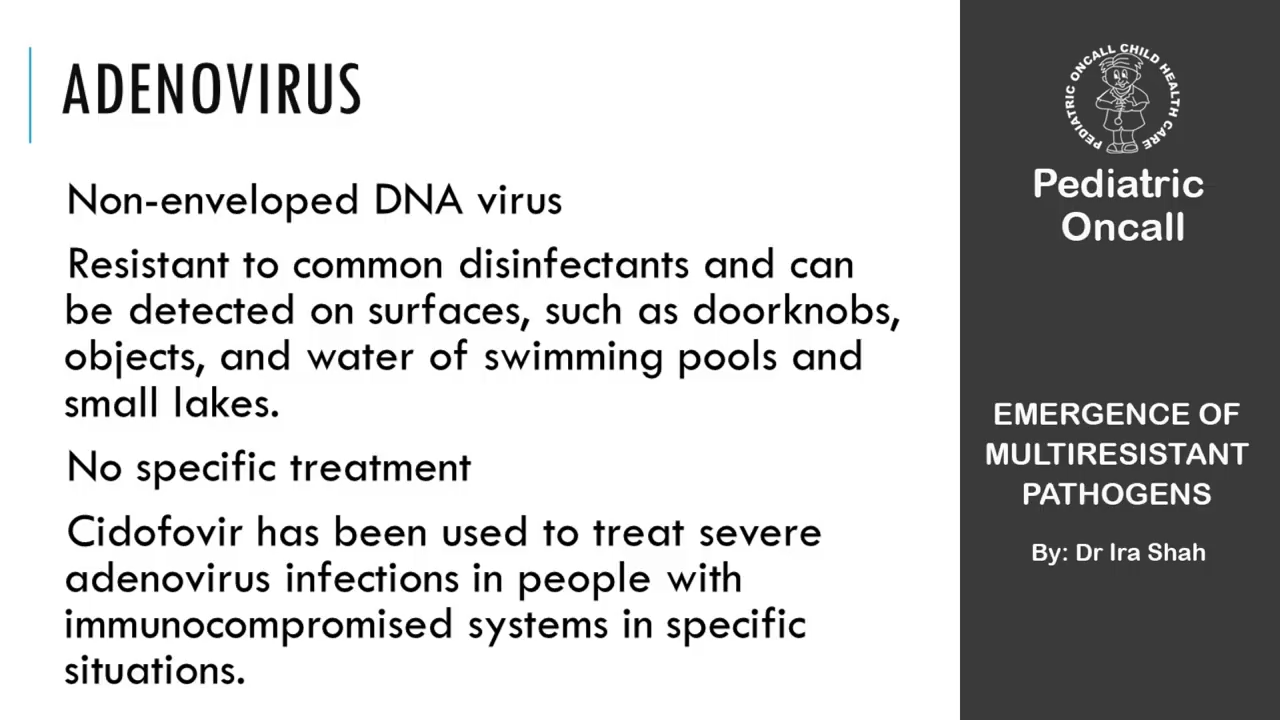 ADENOVIRUS
Non-enveloped DNA virus
Resistant to common disinfectants and can
be detected on surfaces, such as doorknobs,
objects, and water of swimming pools and
small lakes.
No specific treatment
Cidofovir has been used to treat severe
adenovirus infections in people with
immunocompromised systems in specific
situations.
PEDIATRIC ONCALL CHILD HEALTH CARE
Pediatric
Oncall
EMERGENCE OF
MULTIRESISTANT
PATHOGENS
By: Dr Ira Shah